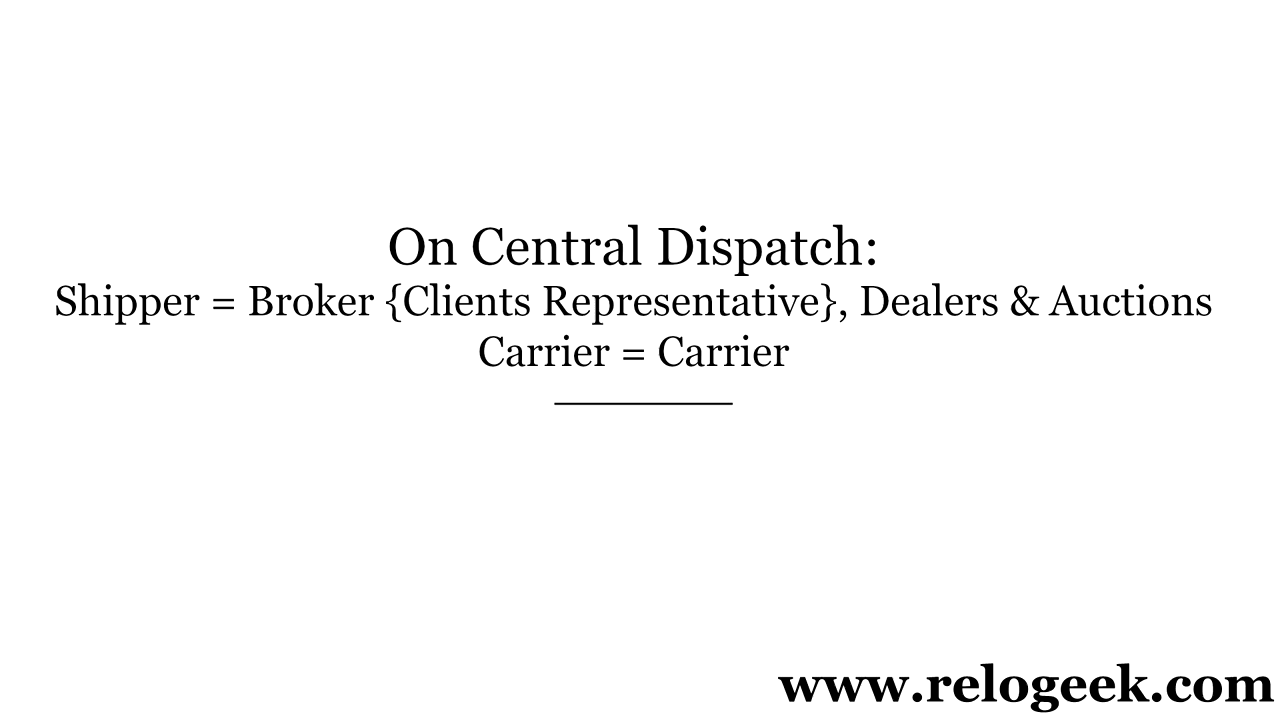 On Central Dispatch:
Shipper = Broker {Clients Representative}, Dealers & Auctions
Carrier = Carrier
www.relogeek.com